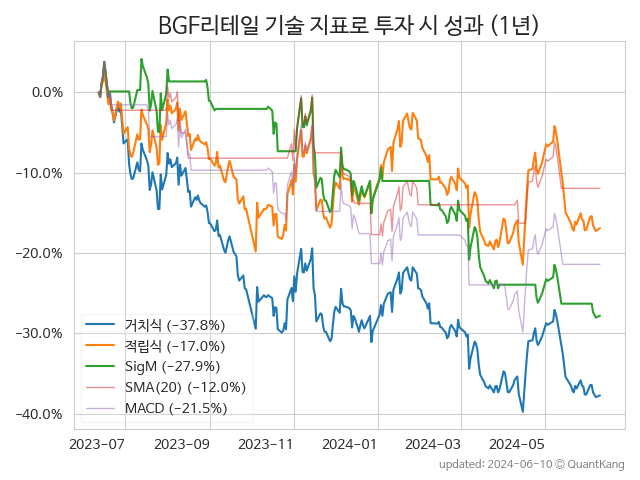 BGF리테일 기술 지표로 투자 시 성과 (1년)
0.0%
−10.0%
−20.0%
−30.0%
−40.0%
거치식 (−37.8%)
적립식 (−17.0%)
SigM (−27.9%)
SMA(20) (−12.0%)
MACD (−21.5%)
2023−07 2023−09 2023−11 2024−01 2024−03 2024−05
updated: 2024−06−10 © QuantKang